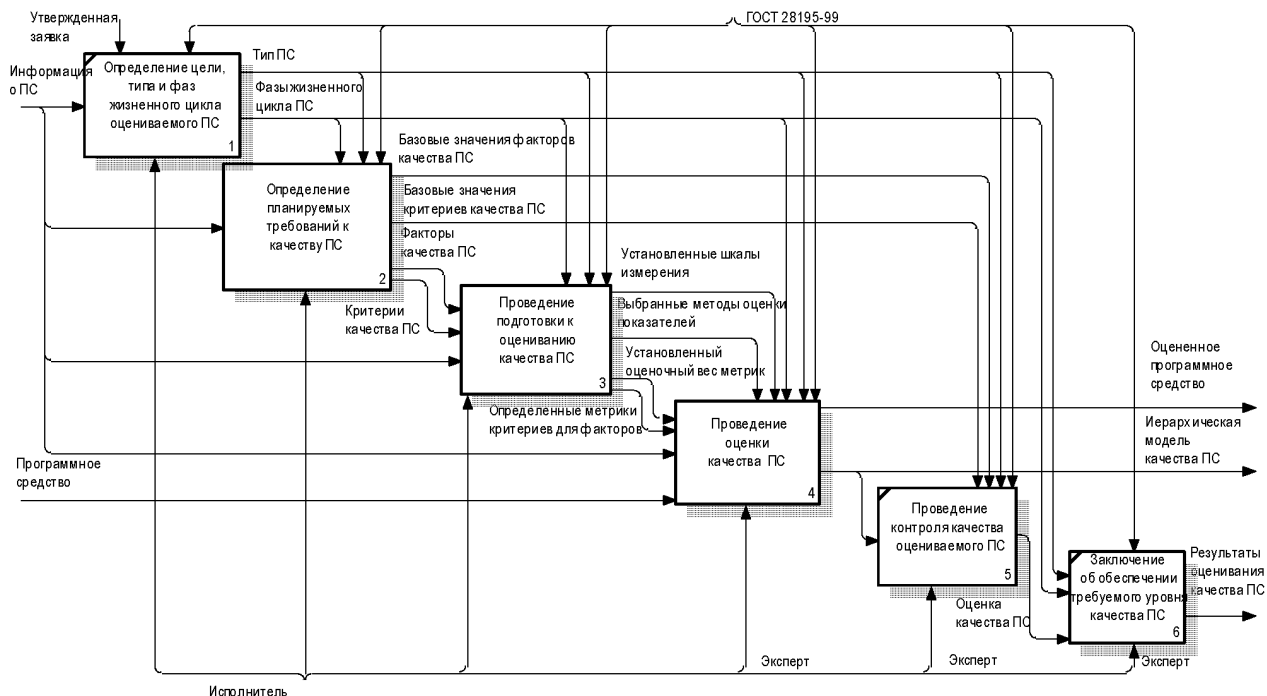 Утвержденная
заявка
ГОСТ 28195-99
Информация
о ПС
Определение цели,
типа и фаз
жизненного цикла
оцениваемого ПС
1
Тип ПС
Фазы жизненного
цикла ПС
Базовые значения факторов
качества ПС
Определение
планируемых
требований к
качеству ПС
2
Базовые значения
критериев качества ПС
Факторы
качества ПС
Критерии
качества ПС
Установленные шкалы
измерения
Проведение
подготовки к
оцениванию
качества ПС
3
Выбранные методы оценки
показателей
Установленный
оценочный вес метрик
Определенные метрики
критериев для факторов
Программное
средство
Проведение
оценки
качества ПС
4
Оцененное
программное
средство
Иерархическая
модель
качества ПС
Проведение
контроля качества
оцениваемого ПС
5
Оценка
качества ПС
Заключение
об обеспечении
требуемого уровня
качества ПС
6
Результаты
оценивания
качества ПС
Эксперт
Эксперт
Эксперт
Исполнитель